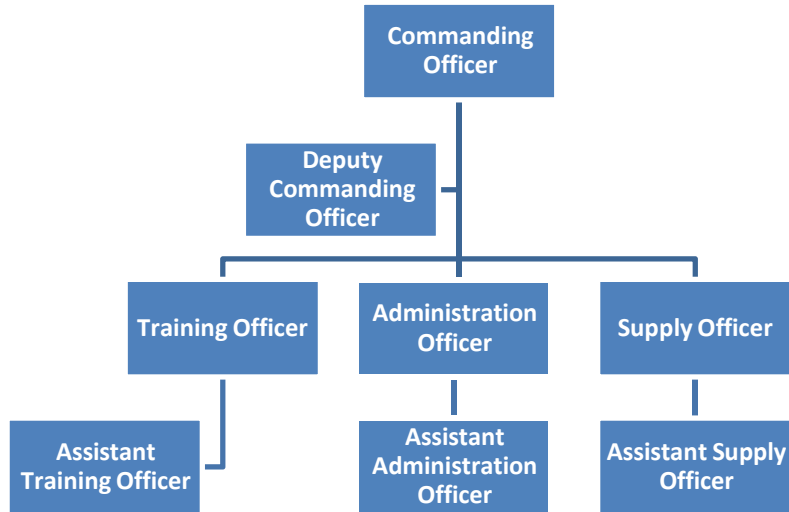 Commanding
Officer
Deputy
Commanding
Officer
Training Officer
Administration
Officer
Supply Officer
Assistant
Training Officer
Assistant
Administration
Officer
Assistant Supply
Officer